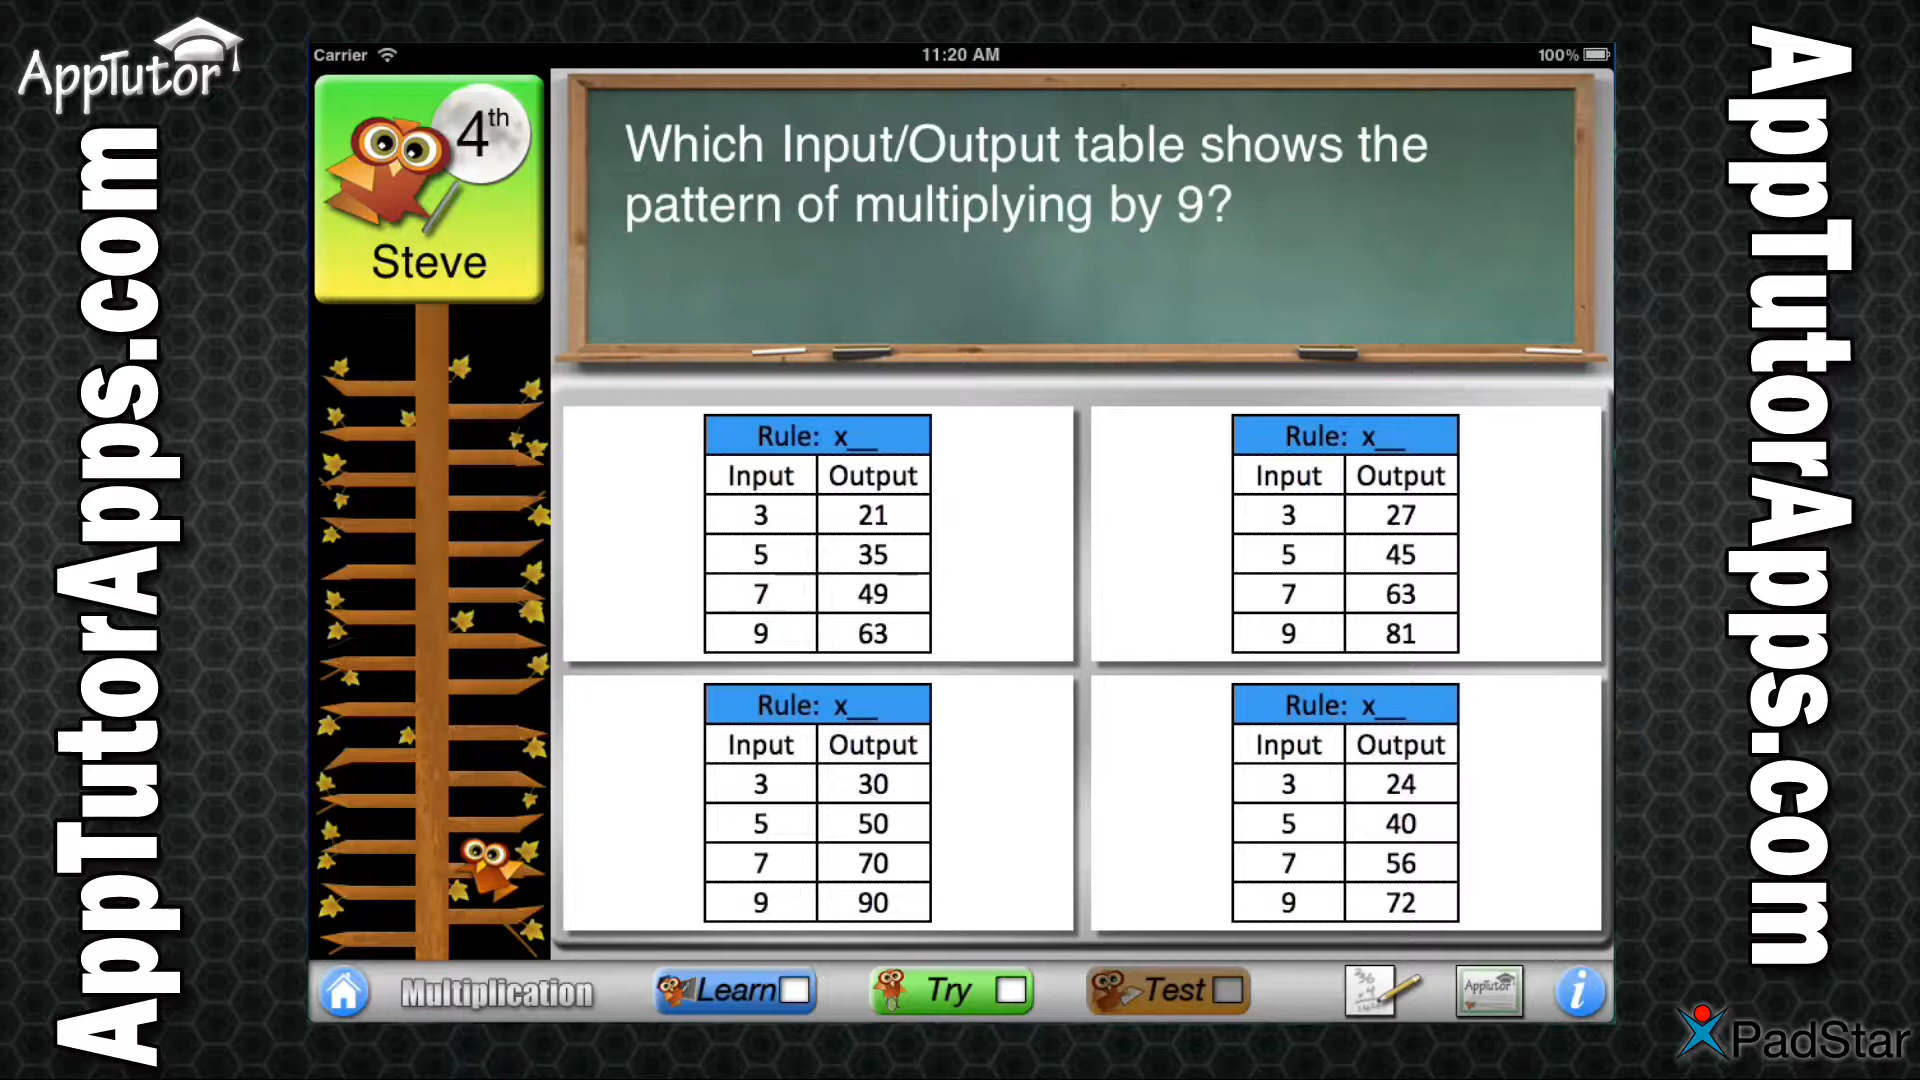 AppTutor
AppTutorApps.com
Carrier
11:20 AM
100%
4th
Steve
Which Input/Output table shows the
pattern of multiplying by 9?
Rule: x__
Input Output
3 21
5 35
7 49
9 63
Rule: x__
Input Output
3 27
5 45
7 63
9 81
Rule: x__
Input Output
3 30
5 50
7 70
9 90
Rule: x__
Input Output
3 24
5 40
7 56
9 72
Multiplication
Learn
Try
Test
36
x 4
AppTutor
i
AppTutorApps.com
PadStar